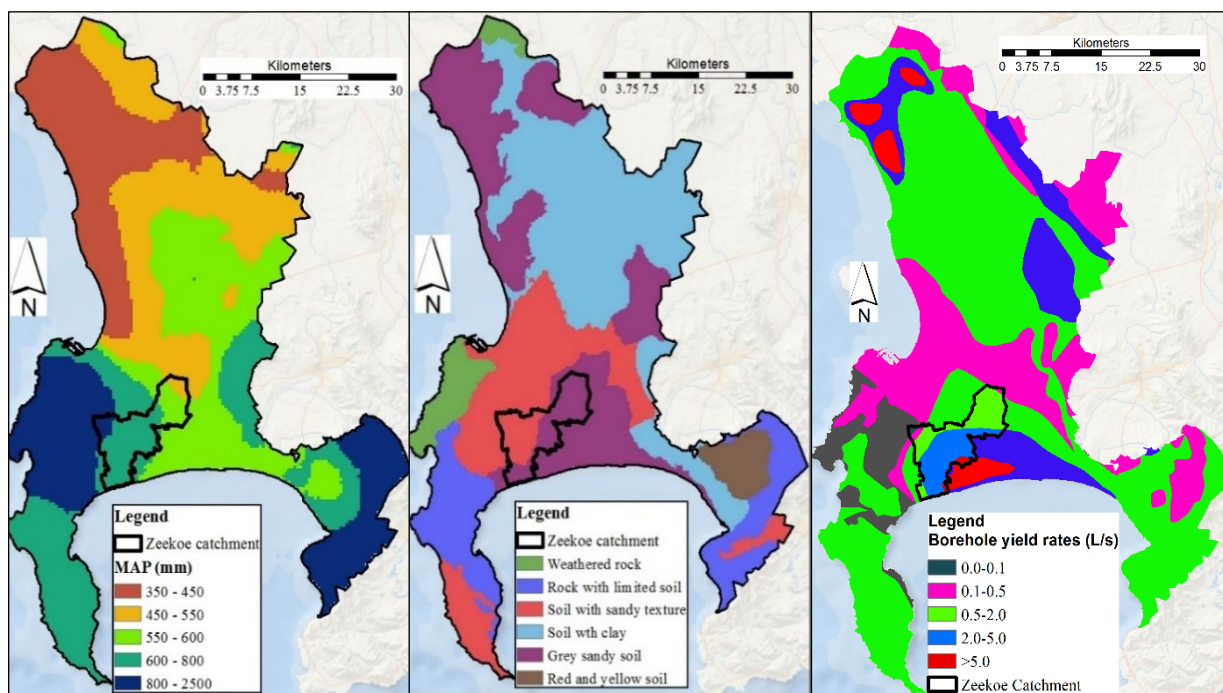 Kilometers
0 3.75 7.5 15 22.5 30
N
Legend
Zeekoe catchment
MAP (mm)
350 - 450
450 - 550
550 - 600
600 - 800
800 - 2500
Kilometers
0 3.75 7.5 15 22.5 30
N
Legend
Zeekoe catchment
Weathered rock
Rock with limited soil
Soil with sandy texture
Soil wth clay
Grey sandy soil
Red and yellow soil
Kilometers
0 3.75 7.5 15 22.5 30
N
Legend
Borehole yield rates (L/s)
0.0-0.1
0.1-0.5
0.5-2.0
2.0-5.0
>5.0
Zeekoe Catchment